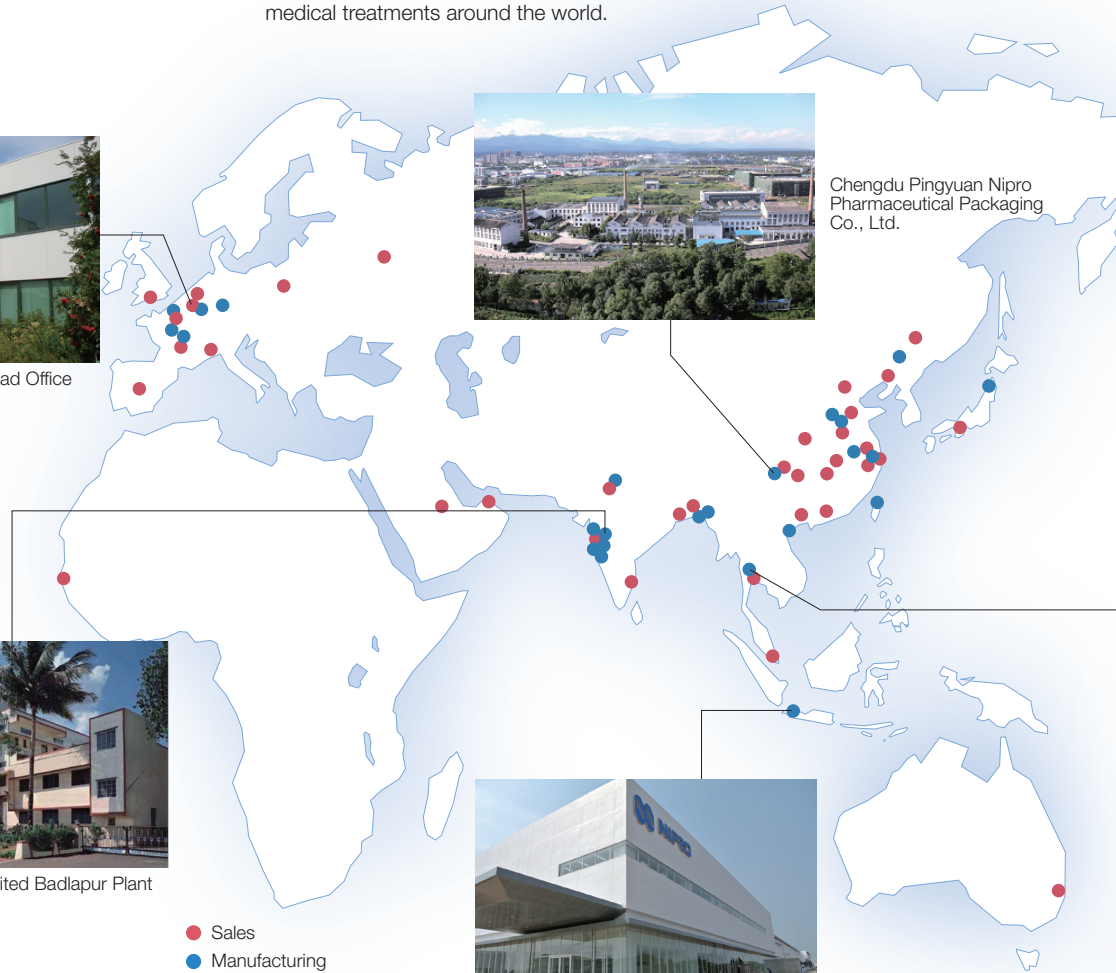 medical treatments around the world.
Chengdu Pingyuan Nipro
Pharmaceutical Packaging
Co., Ltd.
ad Office
ited Badlapur Plant
NIPRO
Sales
Manufacturing